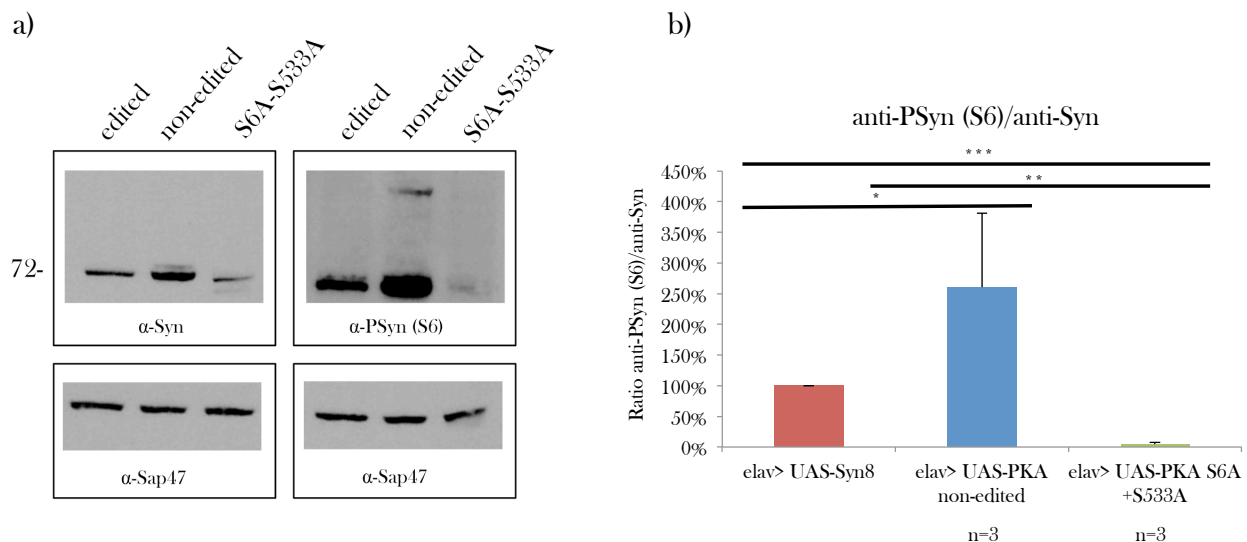 a)
edited
non-edited
S6A-S533A
edited
non-edited
S6A-S533A
72-
α-Syn
α-PSyn (S6)
α-Sap47
α-Sap47
b)
anti-PSyn (S6)/anti-Syn
Ratio anti-PSyn (S6)/anti-Syn
450%
400%
350%
300%
250%
200%
150%
100%
50%
0%
***
**
*
elav> UAS-Syn8
elav> UAS-PKA
non-edited
n=3
elav> UAS-PKA S6A
+S533A
n=3